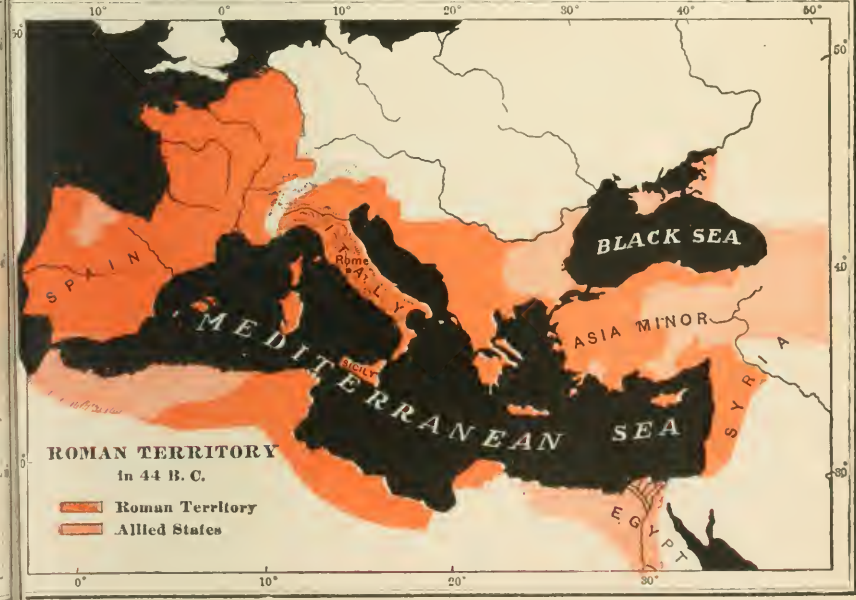 10° 0° 10° 20° 30° 40° 50°
50° 50°
BLACK SEA
ITALY
Rome
40
SPAIN
ASIA MINOR
MEDITERRANEAN SEA
SICILY
SYRIA
ROMAN TERRITORY
in 44 B. C.
30
Roman Territory
Allied States
EGYPT
0° 10° 20° 30°